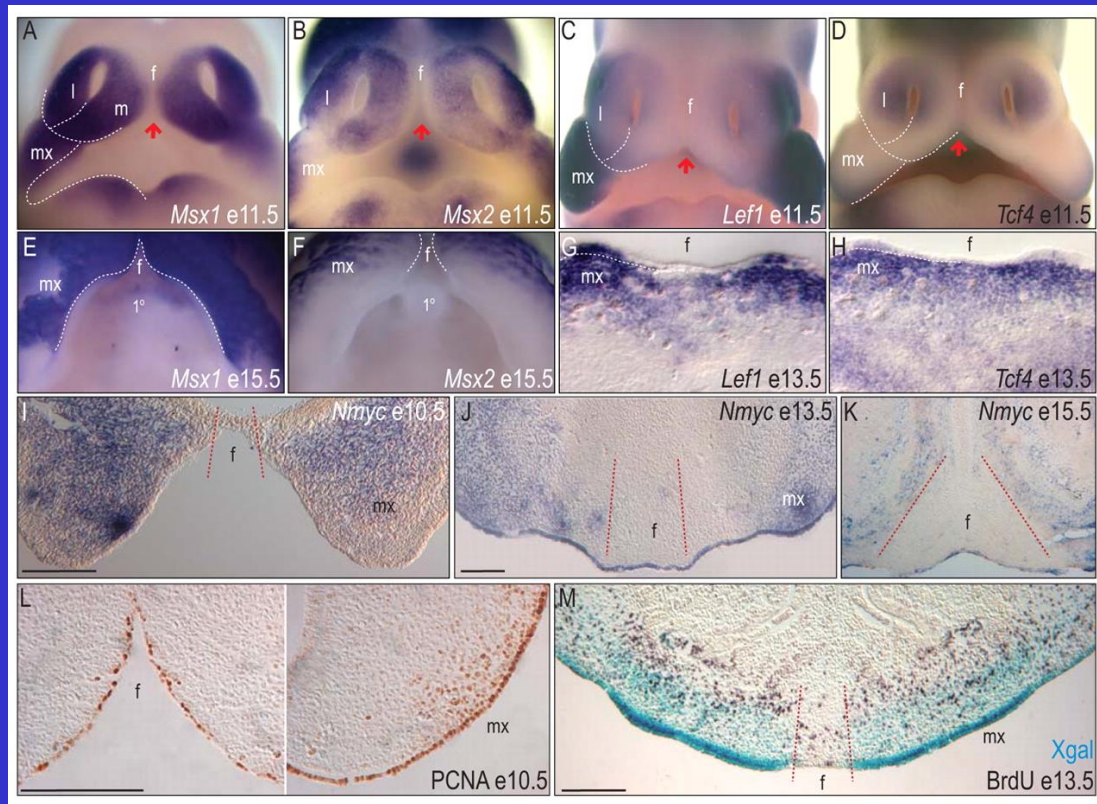 A
f
l
m
mx
Msx1 e11.5
B
f
l
mx
Msx2 e11.5
C
f
l
mx
Lef1 e11.5
D
f
l
mx
Tcf4 e11.5
E
f
mx
1°
Msx1 e15.5
F
mx
f
1°
Msx2 e15.5
G
f
mx
Lef1 e13.5
H
f
mx
Tcf4 e13.5
I
Nmyc e10.5
f
mx
J
Nmyc e13.5
mx
f
K
Nmyc e15.5
f
L
f
mx
PCNA e10.5
M
mx
Xgal
f
BrdU e13.5